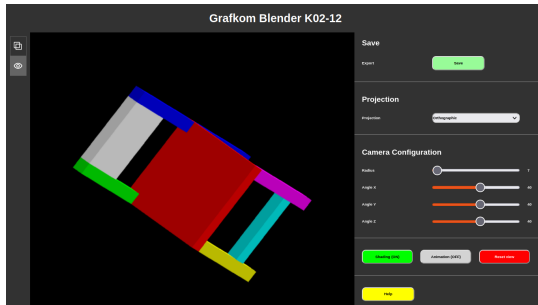 Grafkom Blender K02-12
Save
Export Save
Projection
Projection Orthographic
Camera Configuration
Radius
Angle X
Angle Y
Angle Z
Shading (ON) Animation (OFF) Reset view
Help